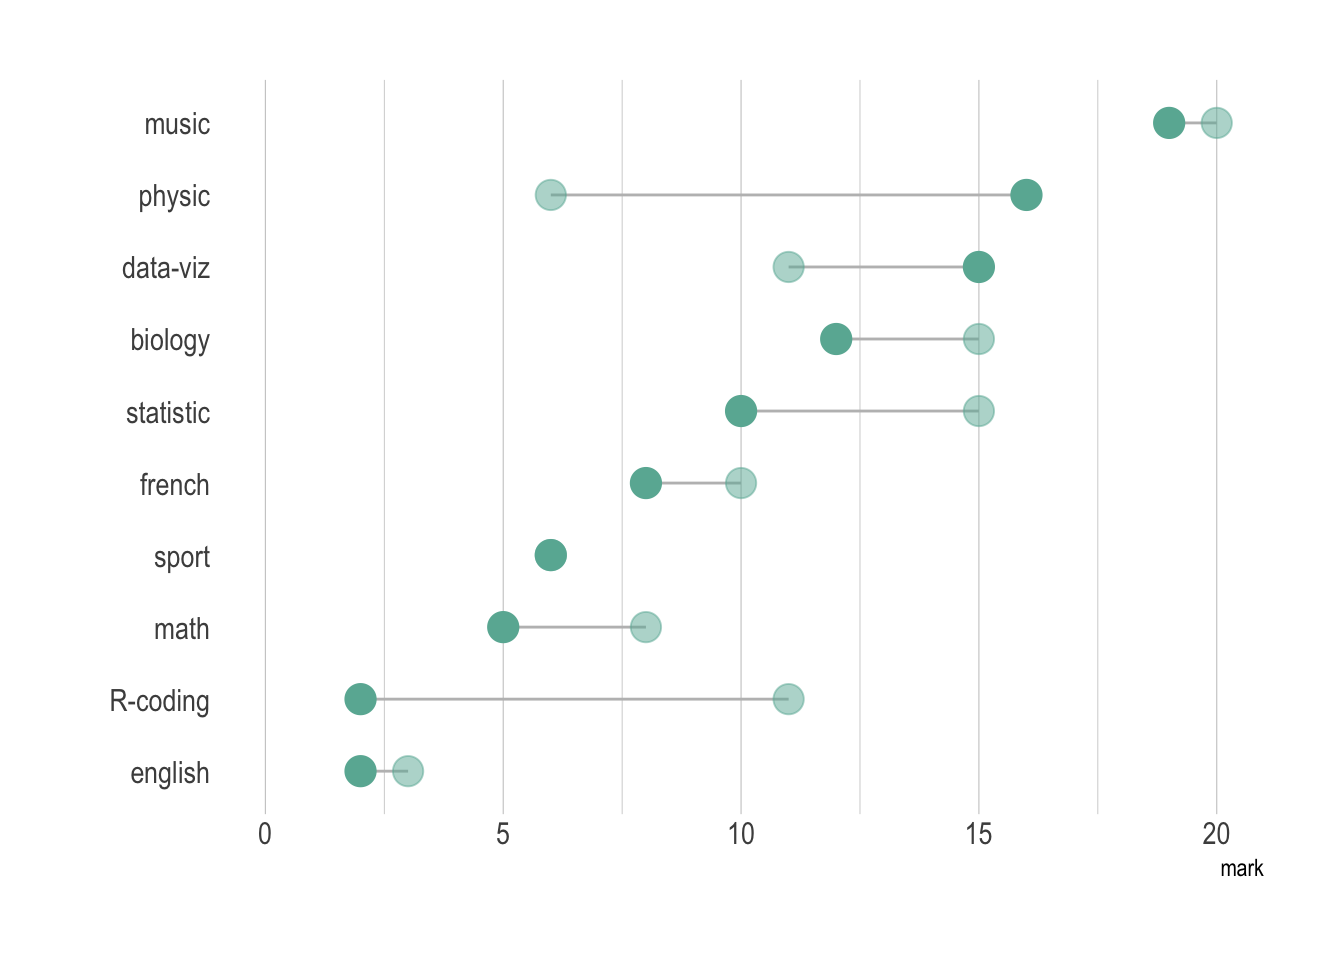 music
physic
data-viz
biology
statistic
french
sport
math
R-coding
english
0 5 10 15 20
mark